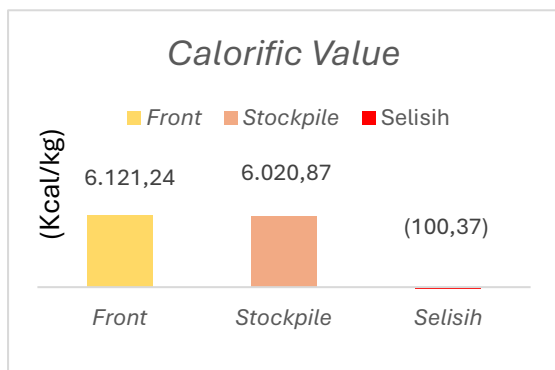 Calorific Value
Front Stockpile Selisih
(Kcal/kg)
6.121,24 6.020,87 (100,37)
Front Stockpile Selisih